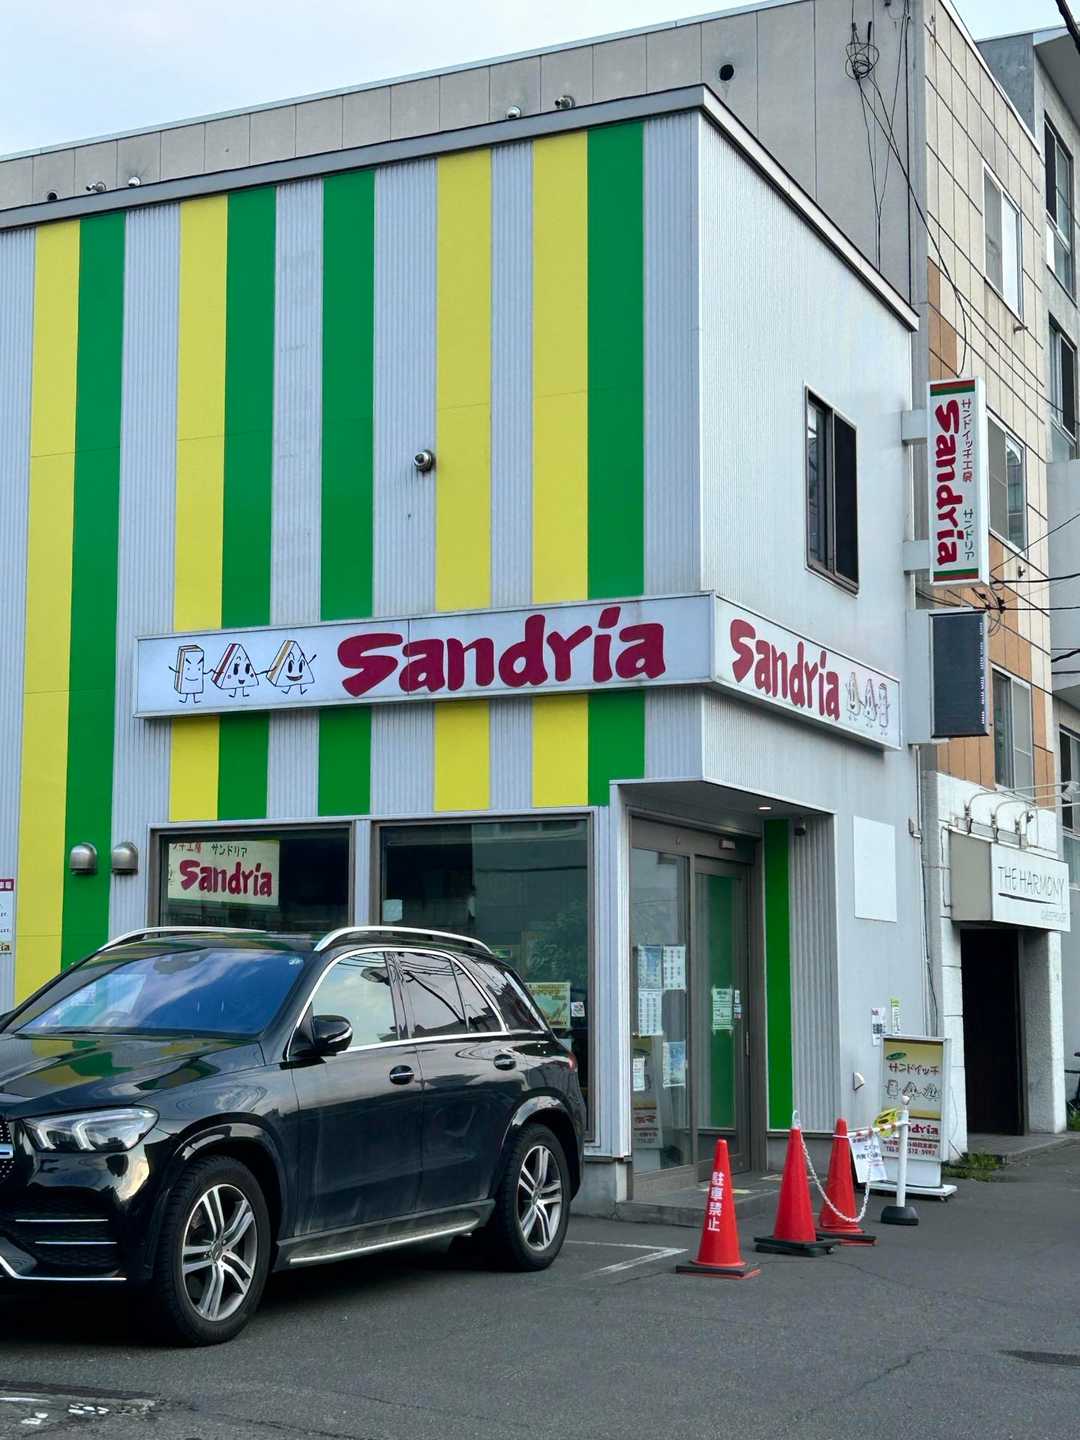 サンドイッチ工房 サンドリア
Sandria
Sandria
Sandria
サンドリア
Sandria
THE HARMONY
サンドイッチ
Sandria
駐車禁止